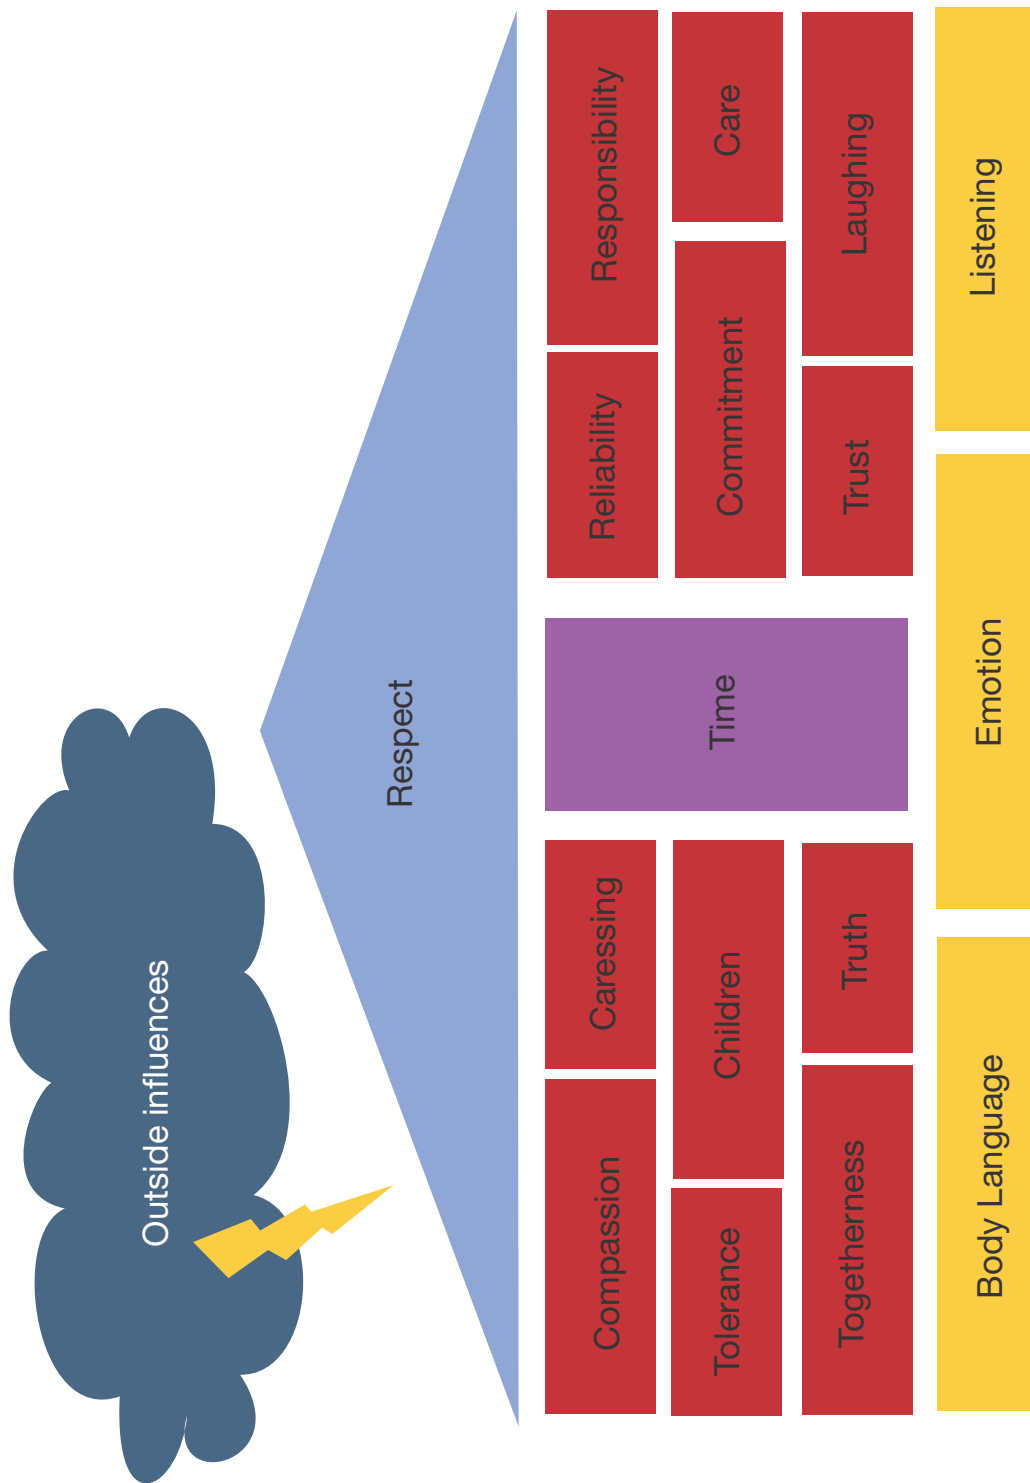 Outside influences
Respect
Compassion
Caressing
Reliability
Responsibility
Tolerance
Children
Time
Commitment
Care
Togetherness
Truth
Trust
Laughing
Body Language
Emotion
Listening